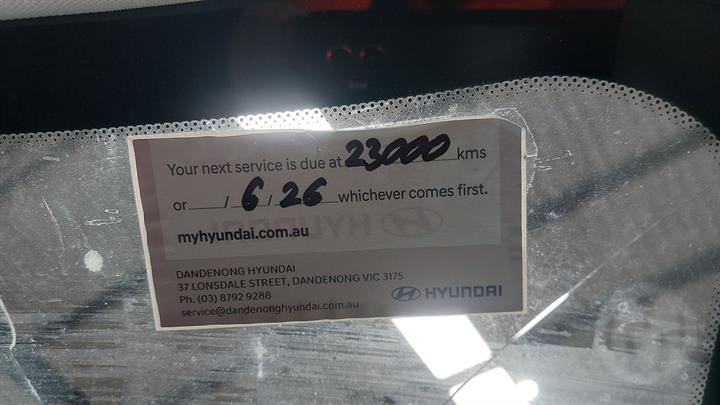 Your next service is due at 23000 kms
or / 6 / 26 whichever comes first.
myhyundai.com.au
DANDENONG HYUNDAI
37 LONSDALE STREET, DANDENONG VIC 3175
Ph. (03) 8792 9288
service@dandenonghyundai.com.au
HYUNDAI